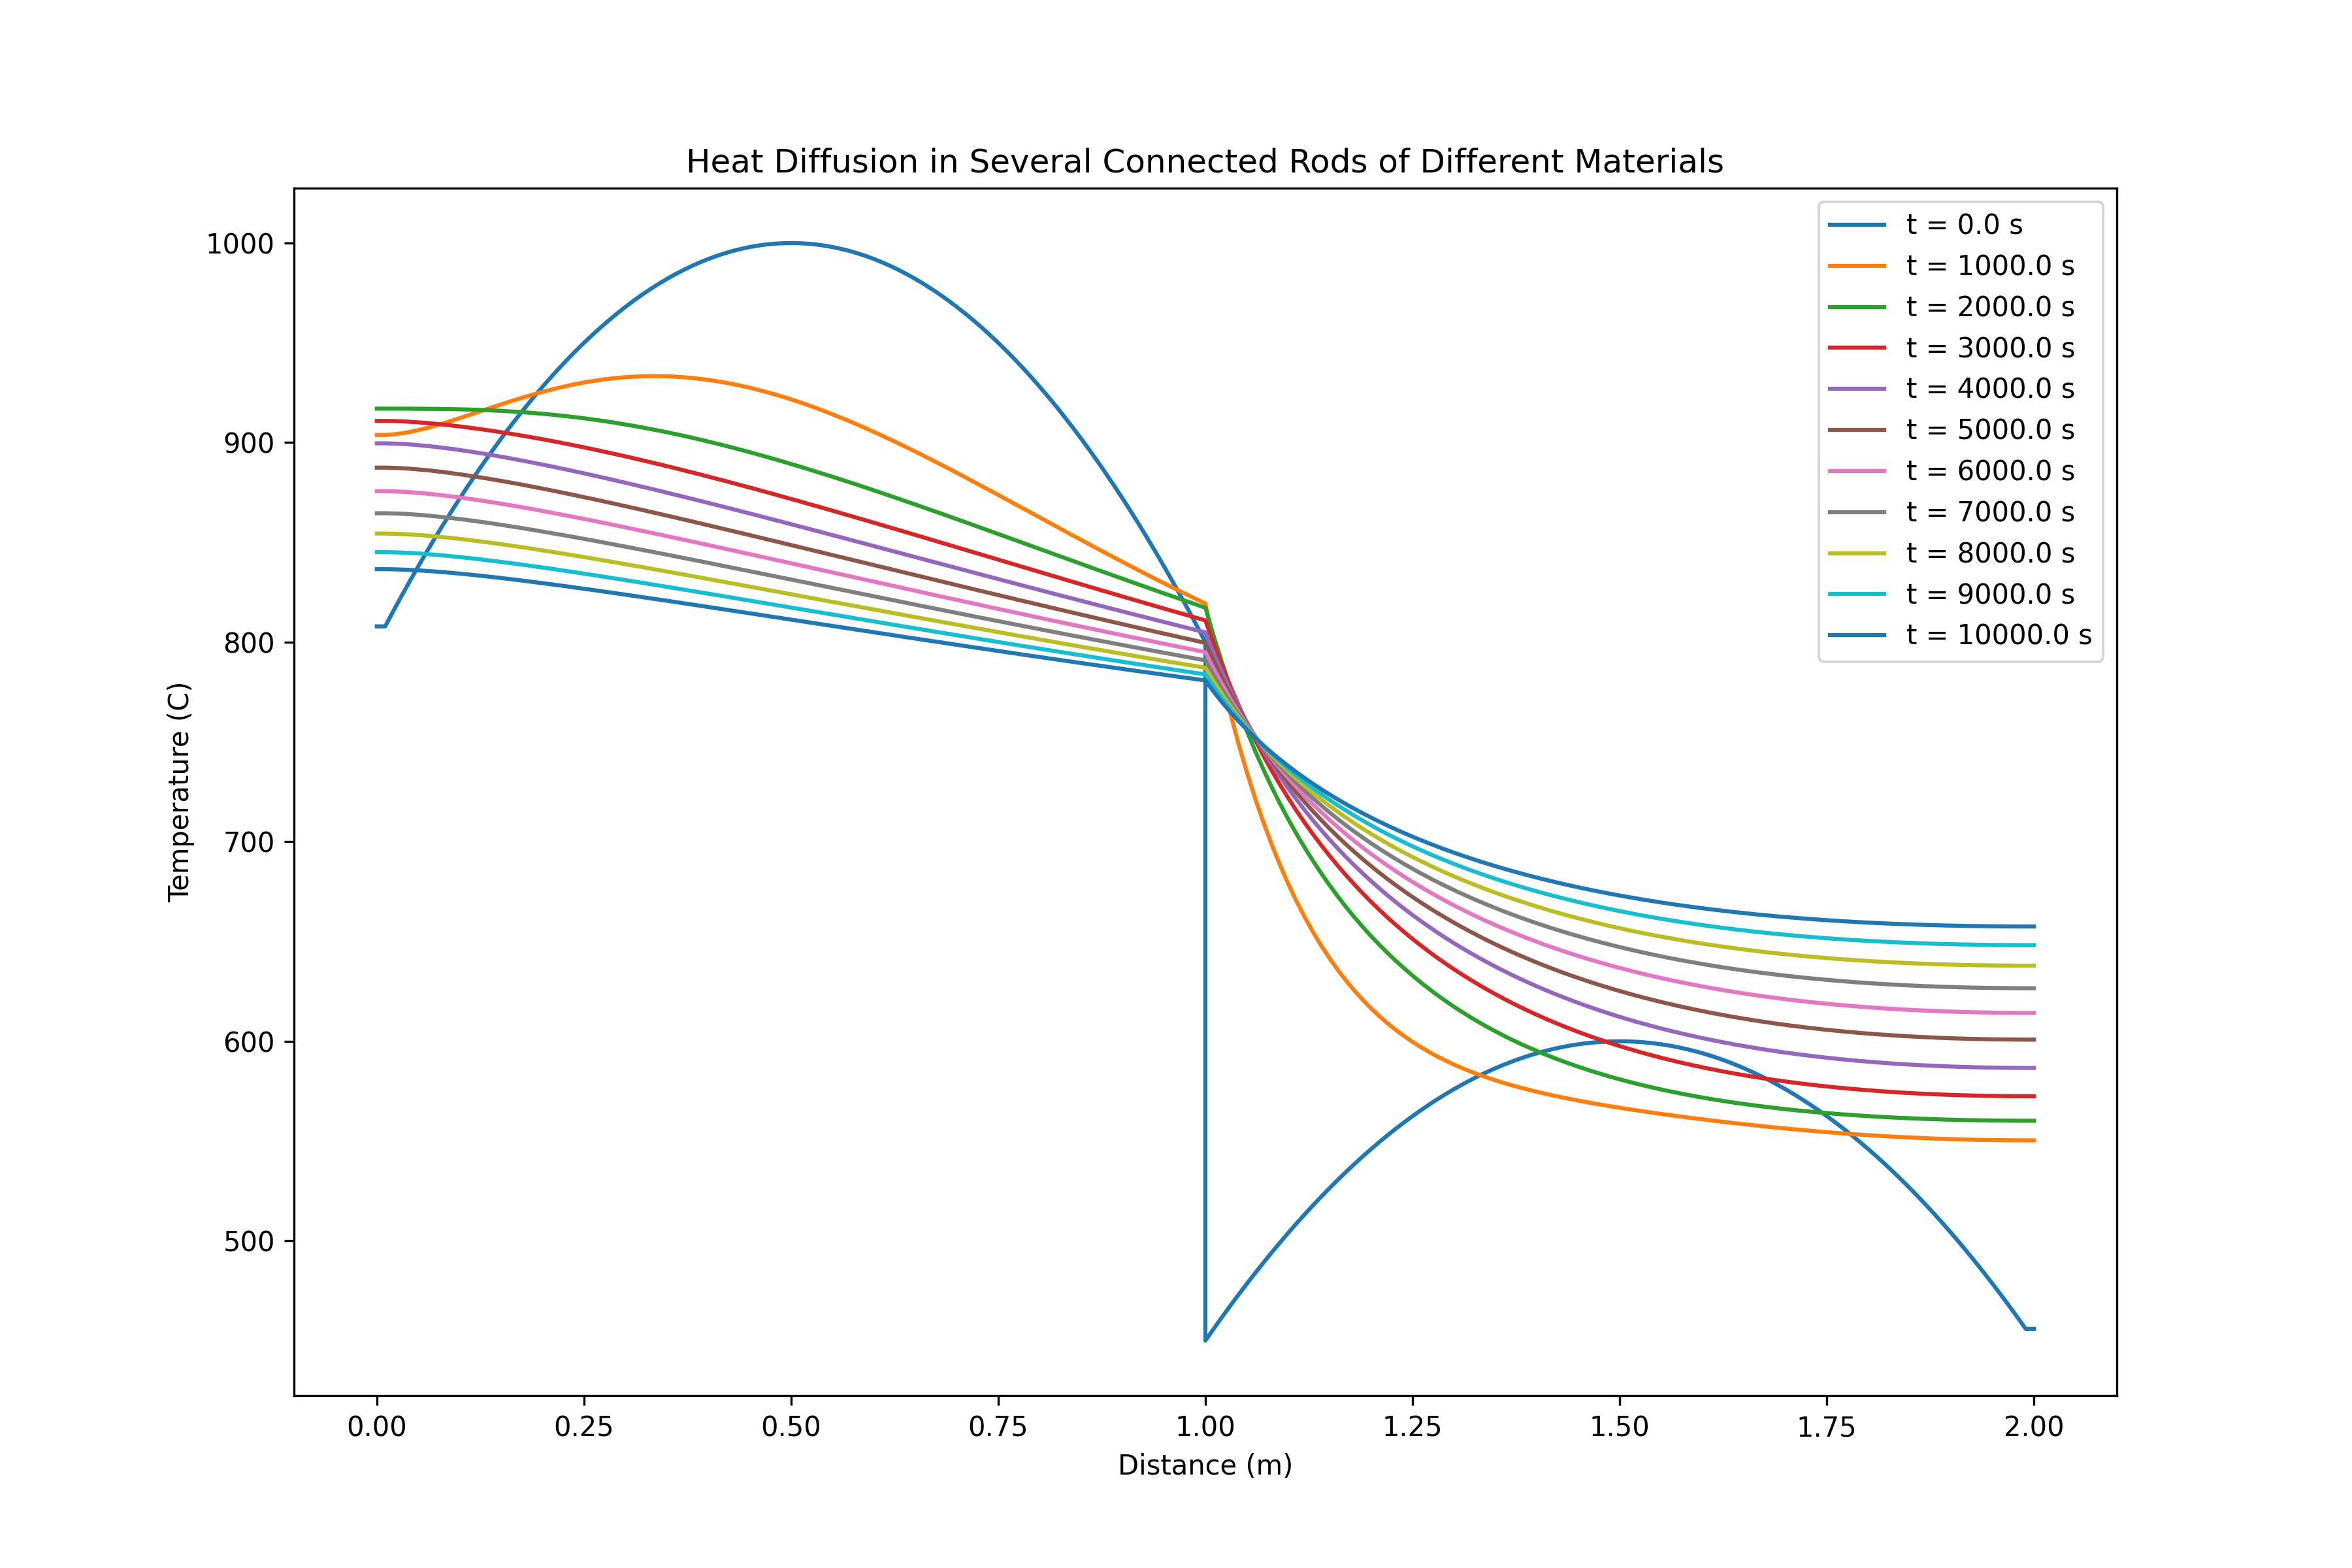 Heat Diffusion in Several Connected Rods of Different Materials
1000
900
800
700
600
500
Temperature (C)
t = 0.0 s
t = 1000.0 s
t = 2000.0 s
t = 3000.0 s
t = 4000.0 s
t = 5000.0 s
t = 6000.0 s
t = 7000.0 s
t = 8000.0 s
t = 9000.0 s
t = 10000.0 s
0.00 0.25 0.50 0.75 1.00 1.25 1.50 1.75 2.00
Distance (m)